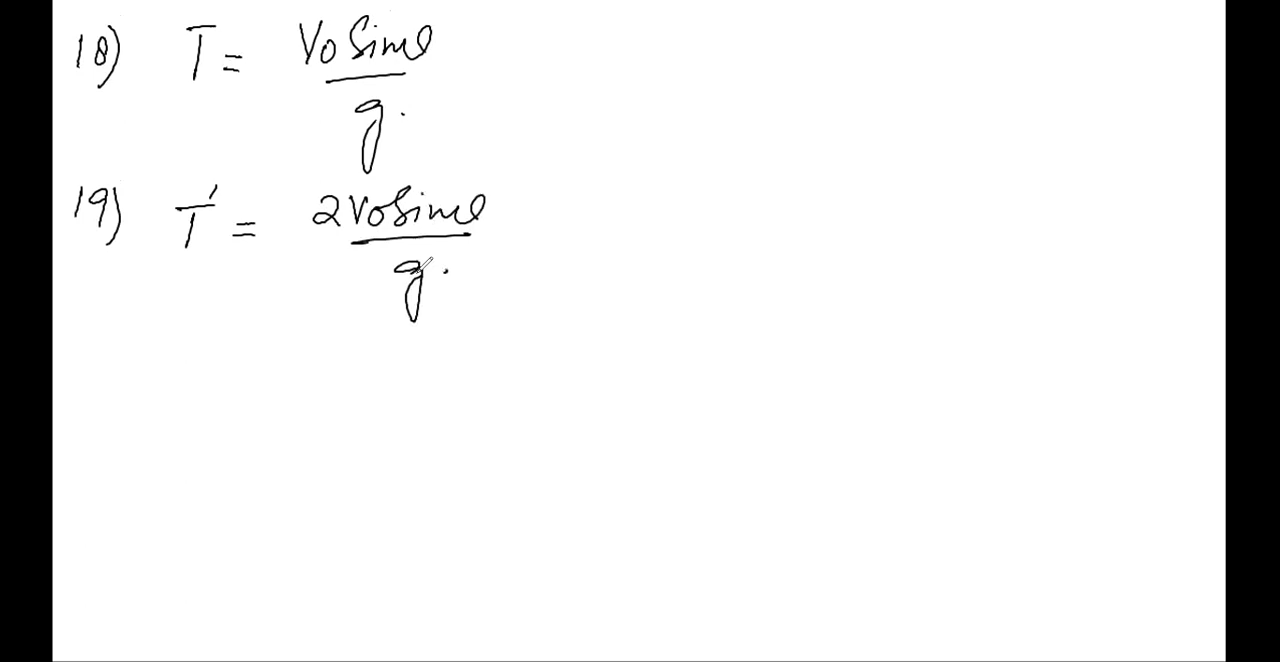 18) T = V0 Sinθ
g.
19) T' = 2V0Sinθ
g.